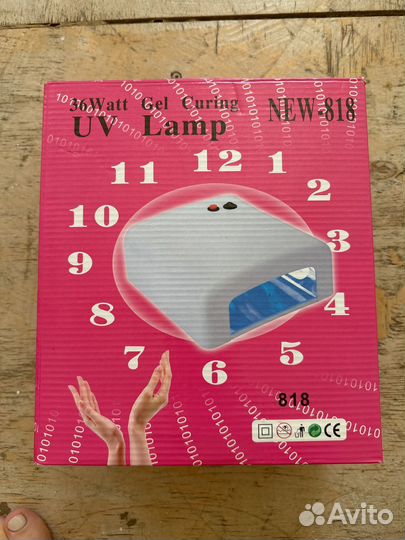 36Watt Gel Curing
UV Lamp
NEW-818
11 12 1
10 2
9 3
8 4
7 6 5
818
CE
Avito